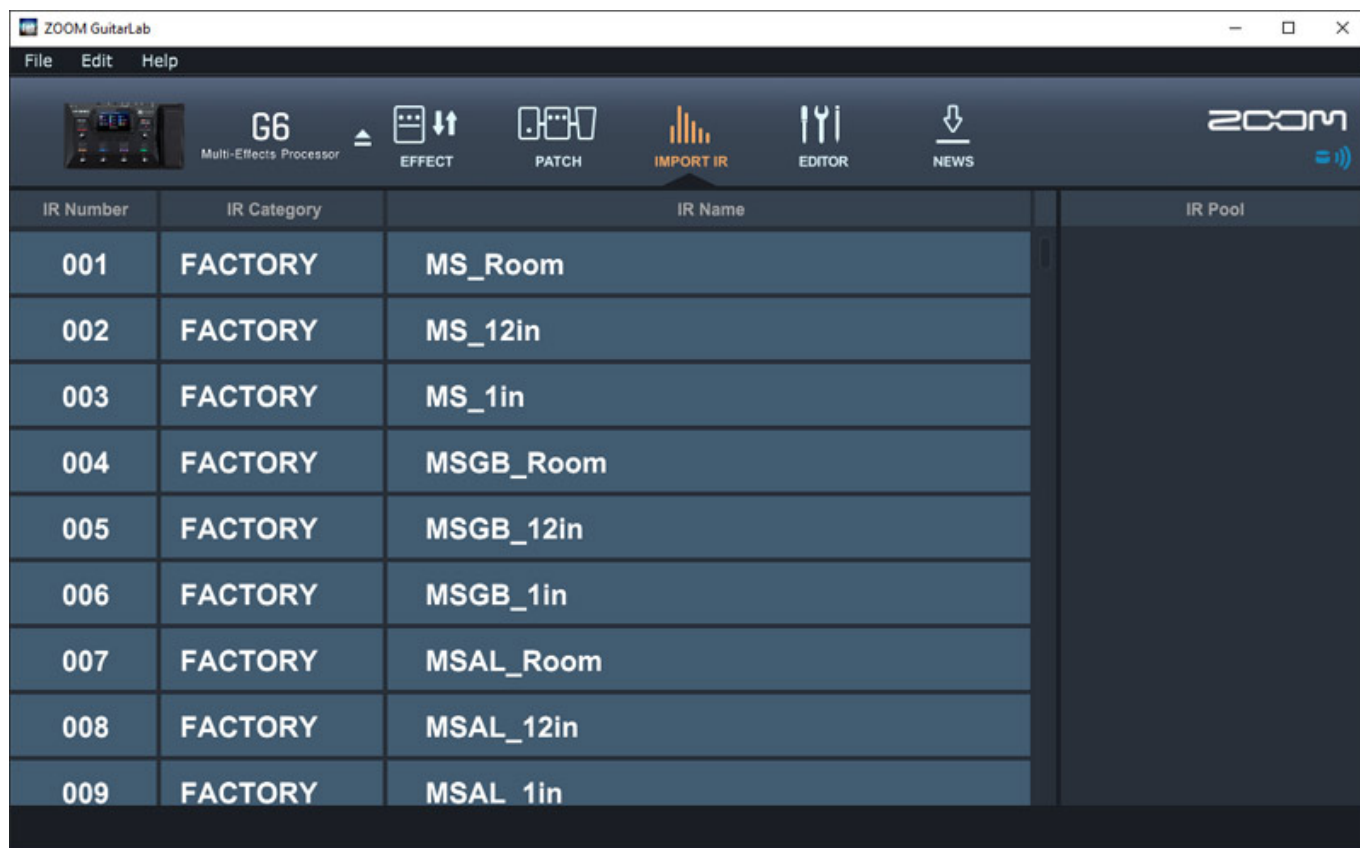 ZOOM GuitarLab
File Edit Help
G6
Multi-Effects Processor
EFFECT PATCH IMPORT IR EDITOR NEWS
ZOOM
IR Number IR Category IR Name IR Pool
001 FACTORY MS_Room
002 FACTORY MS_12in
003 FACTORY MS_1in
004 FACTORY MSGB_Room
005 FACTORY MSGB_12in
006 FACTORY MSGB_1in
007 FACTORY MSAL_Room
008 FACTORY MSAL_12in
009 FACTORY MSAL_1in